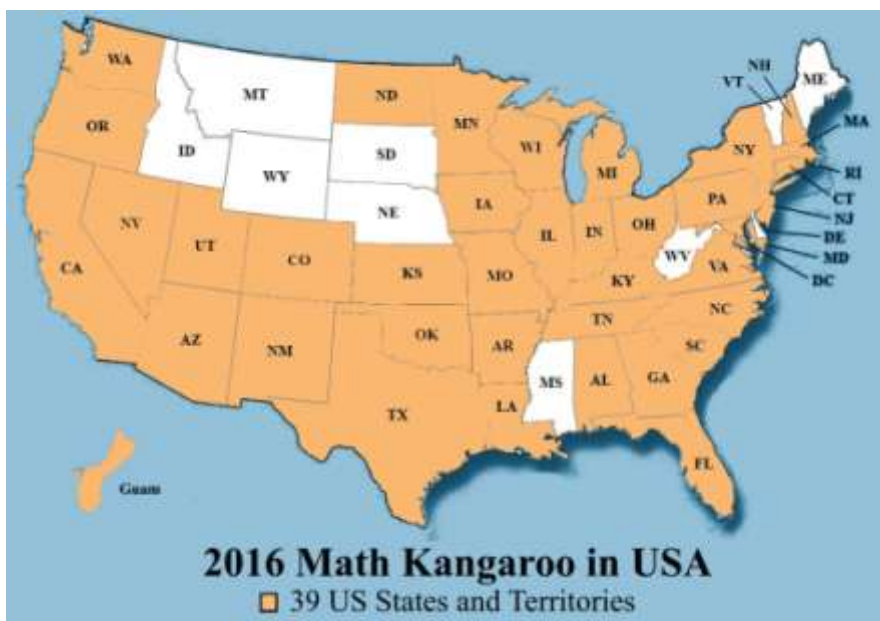 WA
MT
ND
MN
OR
ID
SD
WI
MI
NH
VT
ME
MA
NY
WY
RI
CT
NE
IA
PA
NJ
NV
UT
CO
IL
IN
OH
DE
WV
MD
CA
KS
MO
KY
VA
DC
AZ
NM
OK
AR
TN
NC
SC
TX
LA
MS
AL
GA
FL
Guam
2016 Math Kangaroo in USA
39 US States and Territories